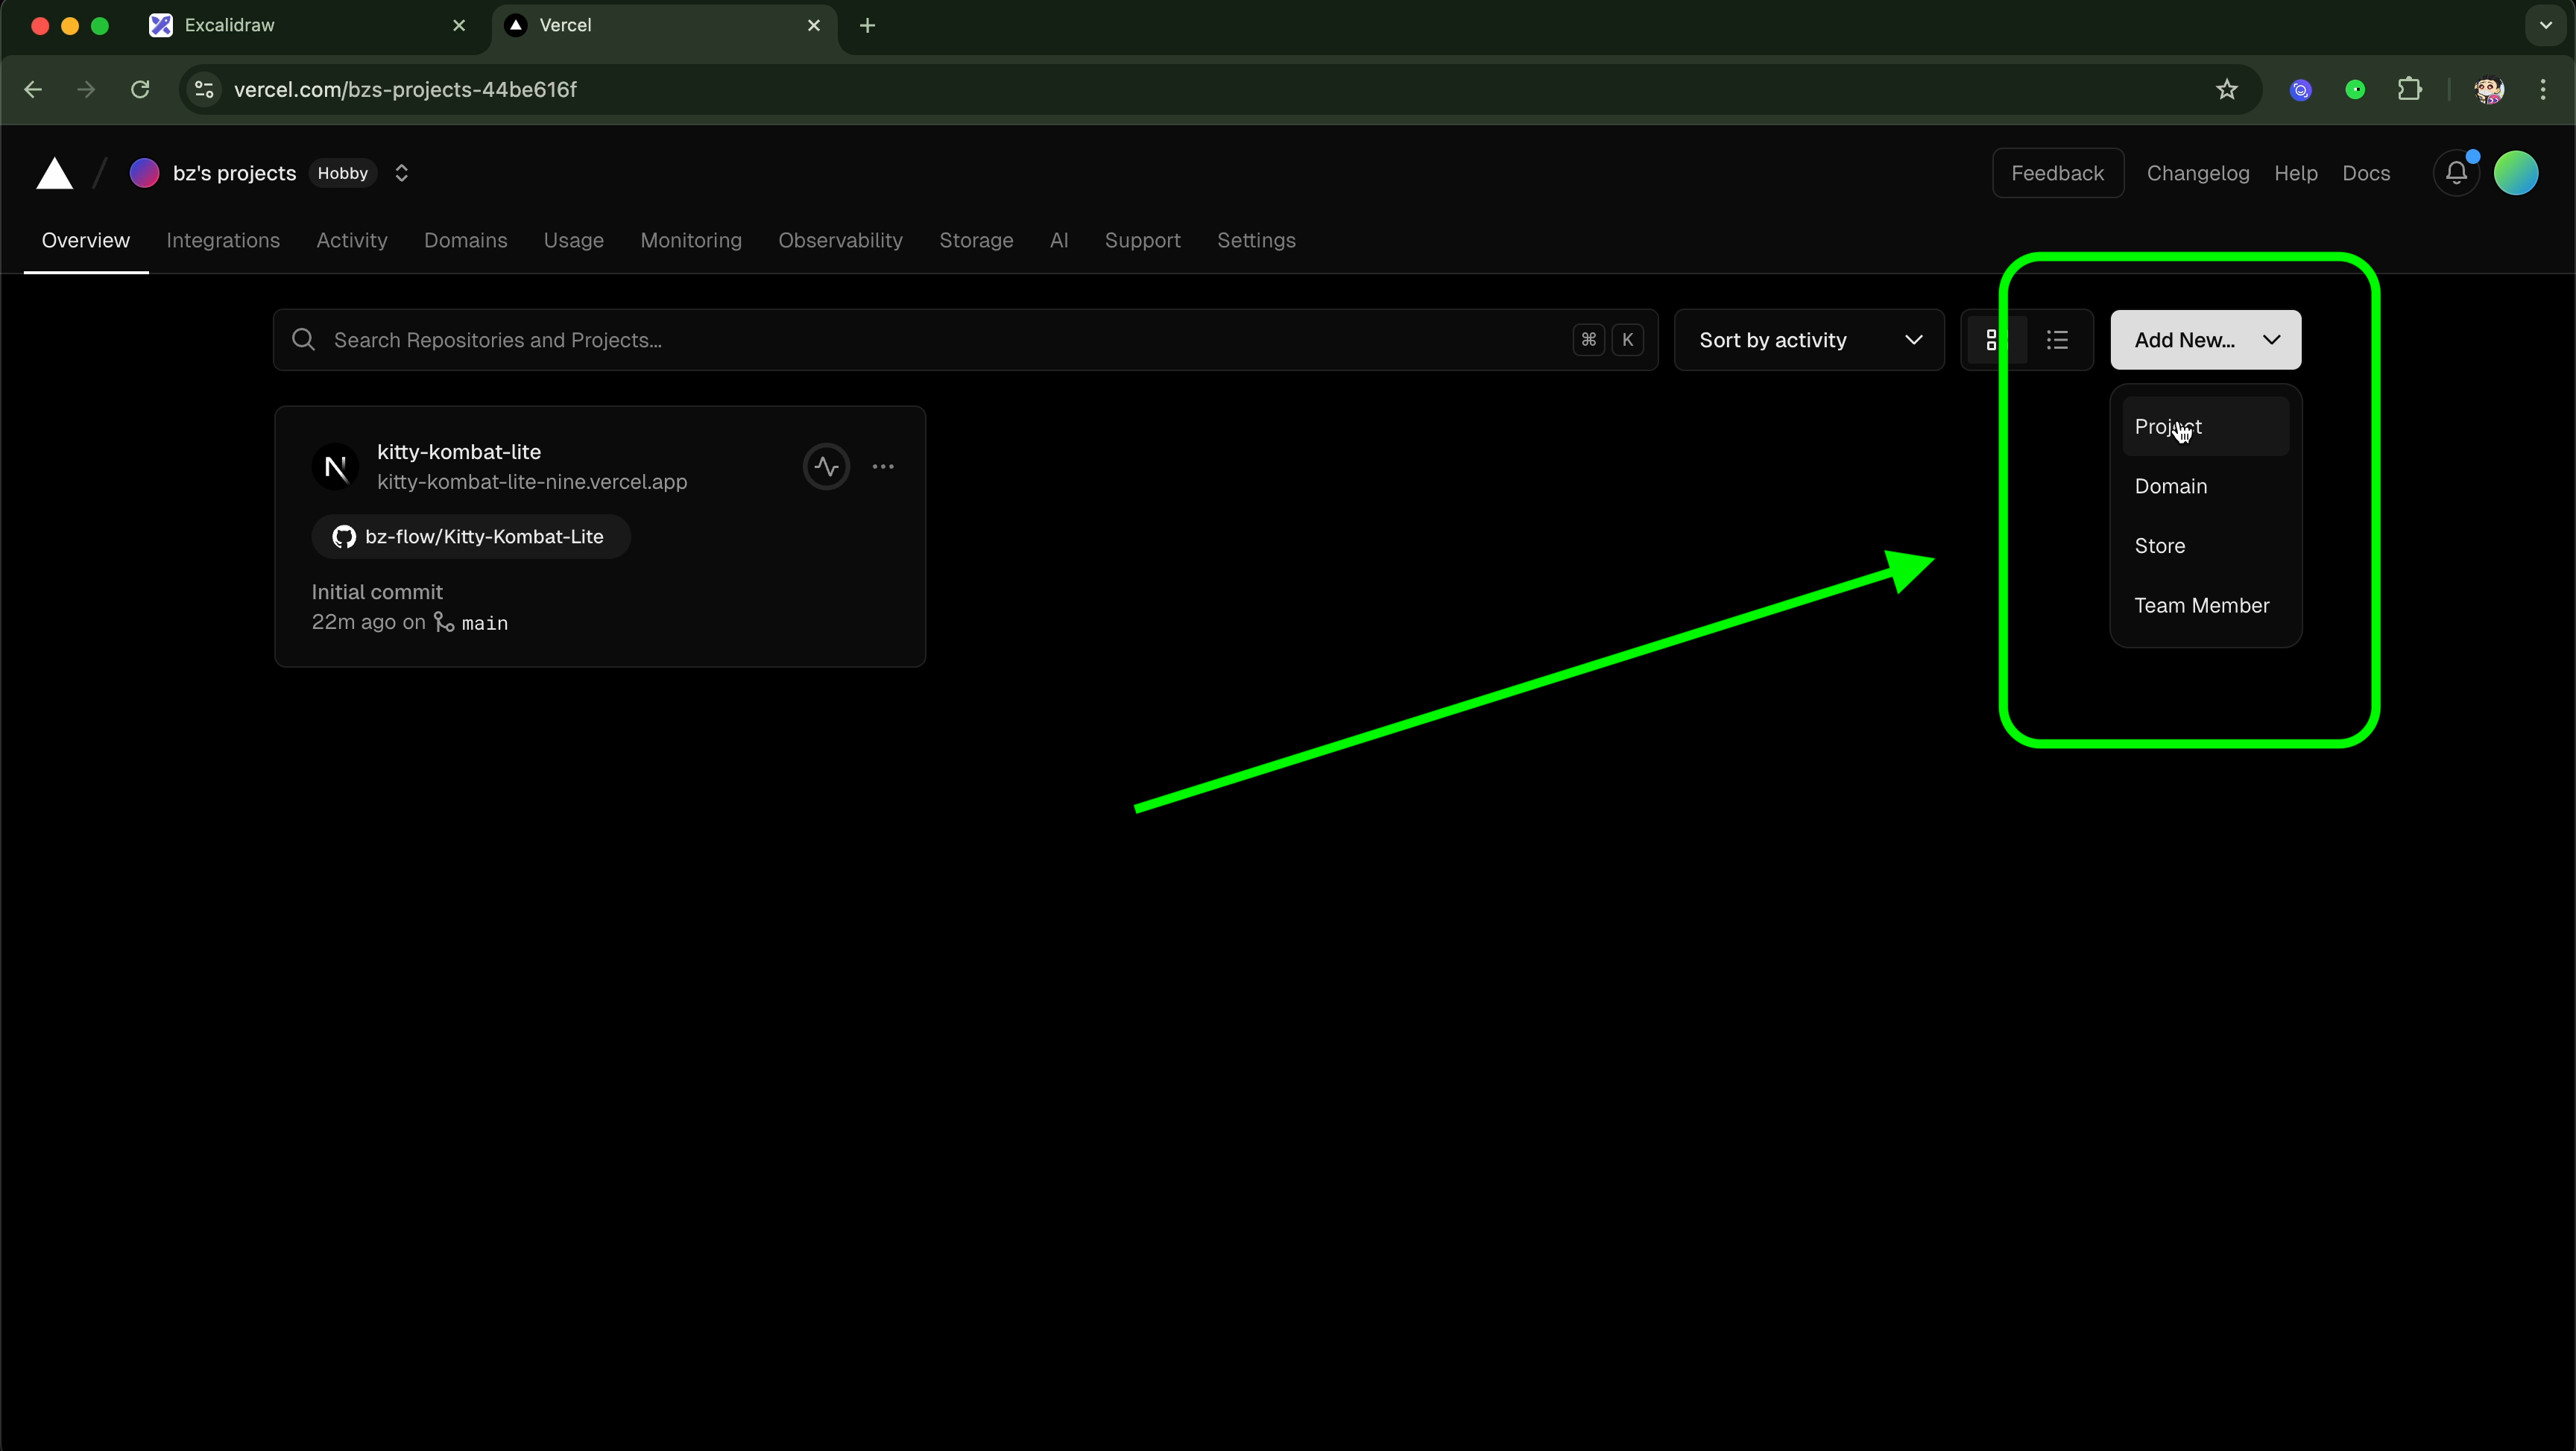 Excalidraw
Vercel
vercel.com/bzs-projects-44be616f
bz's projects Hobby
Feedback Changelog Help Docs
Overview Integrations Activity Domains Usage Monitoring Observability Storage AI Support Settings
Search Repositories and Projects...
⌘ K
Sort by activity
Add New...
Project
Domain
Store
Team Member
kitty-kombat-lite
kitty-kombat-lite-nine.vercel.app
bz-flow/Kitty-Kombat-Lite
Initial commit
22m ago on main